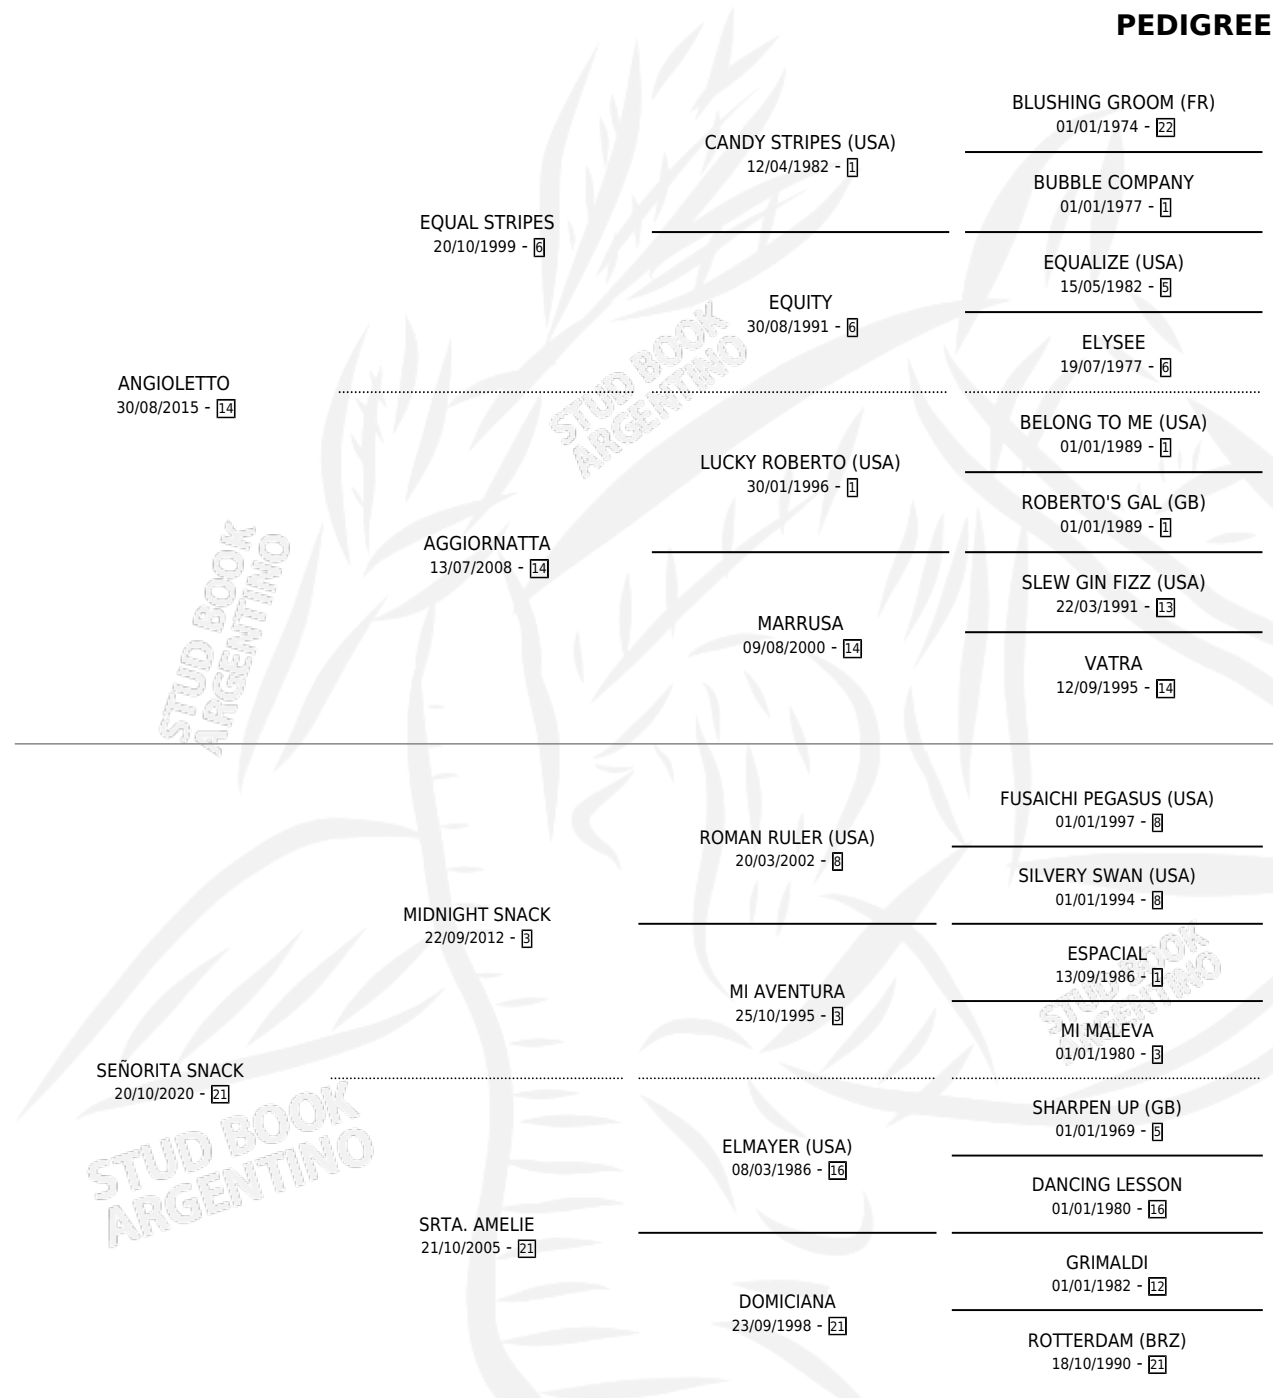 PEDIGREE
BLUSHING GROOM (FR)
01/01/1974 - 22
CANDY STRIPES (USA)
12/04/1982 - 1
BUBBLE COMPANY
01/01/1977 - 1
EQUAL STRIPES
20/10/1999 - 6
EQUALIZE (USA)
15/05/1982 - 5
EQUITY
30/08/1991 - 6
ELYSEE
19/07/1977 - 6
ANGIOLETTO
30/08/2015 - 14
BELONG TO ME (USA)
01/01/1989 - 1
LUCKY ROBERTO (USA)
30/01/1996 - 1
ROBERTO'S GAL (GB)
01/01/1989 - 1
AGGIORNATTA
13/07/2008 - 14
SLEW GIN FIZZ (USA)
22/03/1991 - 13
MARRUSA
09/08/2000 - 14
VATRA
12/09/1995 - 14
FUSAICHI PEGASUS (USA)
01/01/1997 - 8
ROMAN RULER (USA)
20/03/2002 - 8
SILVERY SWAN (USA)
01/01/1994 - 8
MIDNIGHT SNACK
22/09/2012 - 3
ESPACIAL
13/09/1986 - 1
MI AVENTURA
25/10/1995 - 3
MI MALEVA
01/01/1980 - 3
SEÑORITA SNACK
20/10/2020 - 21
SHARPEN UP (GB)
01/01/1969 - 5
ELMAYER (USA)
08/03/1986 - 16
DANCING LESSON
01/01/1980 - 16
SRTA. AMELIE
21/10/2005 - 21
GRIMALDI
01/01/1982 - 12
DOMICIANA
23/09/1998 - 21
ROTTERDAM (BRZ)
18/10/1990 - 21
STUD BOOK
ARGENTINO
STUD BOOK
ARGENTINO
STUD BOOK
ARGENTINO
STUD BOOK
ARGENTINO